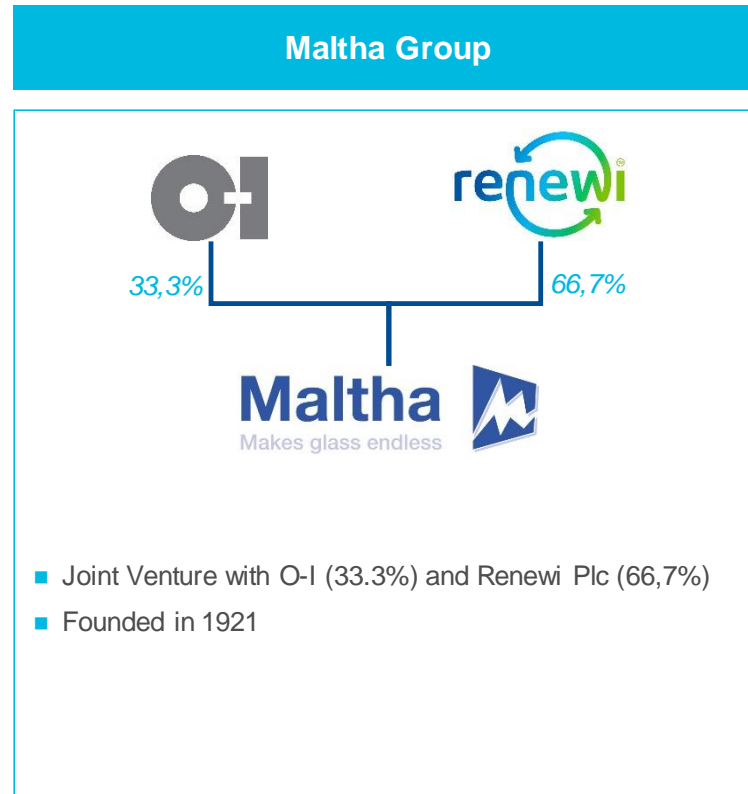 Maltha Group
O-I
renewi®
33,3%
66,7%
Maltha
Makes glass endless
Joint Venture with O-I (33.3%) and Renewi Plc (66,7%)
Founded in 1921